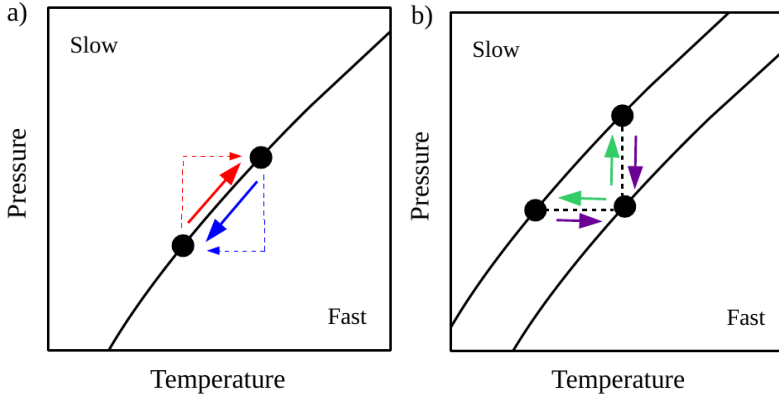 a)
Slow
Fast
Pressure
Temperature
b)
Slow
Fast
Pressure
Temperature